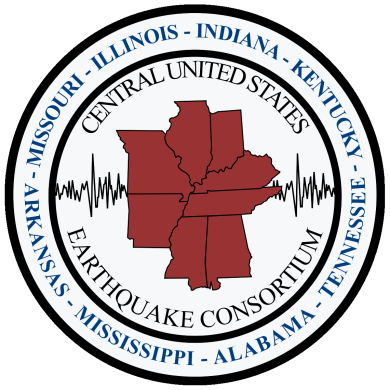 ARKANSAS - MISSOURI - ILLINOIS - INDIANA - KENTUCKY - TENNESSEE - ALABAMA - MISSISSIPPI -
CENTRAL UNITED STATES
EARTHQUAKE CONSORTIUM